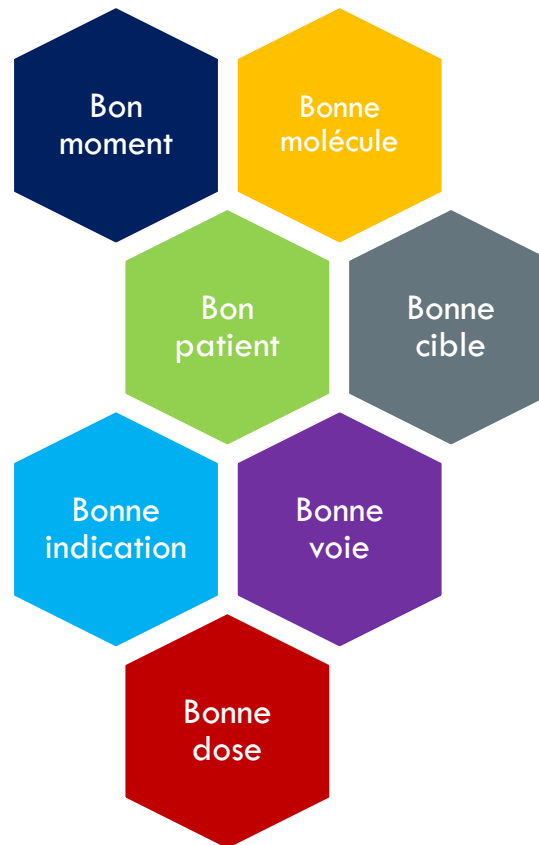 Bon
moment
Bonne
molécule
Bon
patient
Bonne
cible
Bonne
indication
Bonne
voie
Bonne
dose